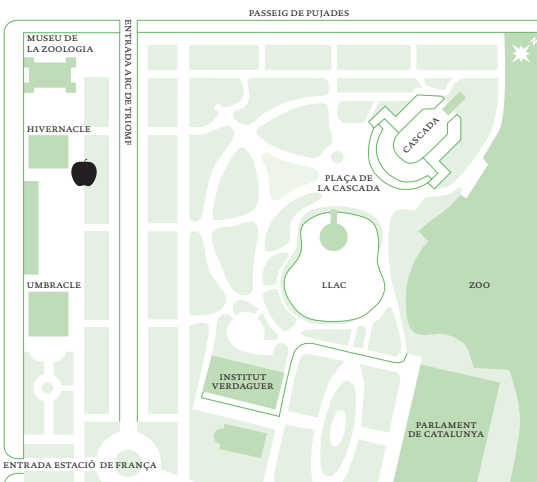 PASSEIG DE PUJADES
MUSEU DE
LA ZOOLOGIA
ENTRADA ARC DE TRIOMF
HIVERNACLE
CASCADA
PLAÇA DE
LA CASCADA
UMBRACLE
LLAC
ZOO
INSTITUT
VERDAGUER
PARLAMENT
DE CATALUNYA
ENTRADA ESTACIÓ DE FRANÇA